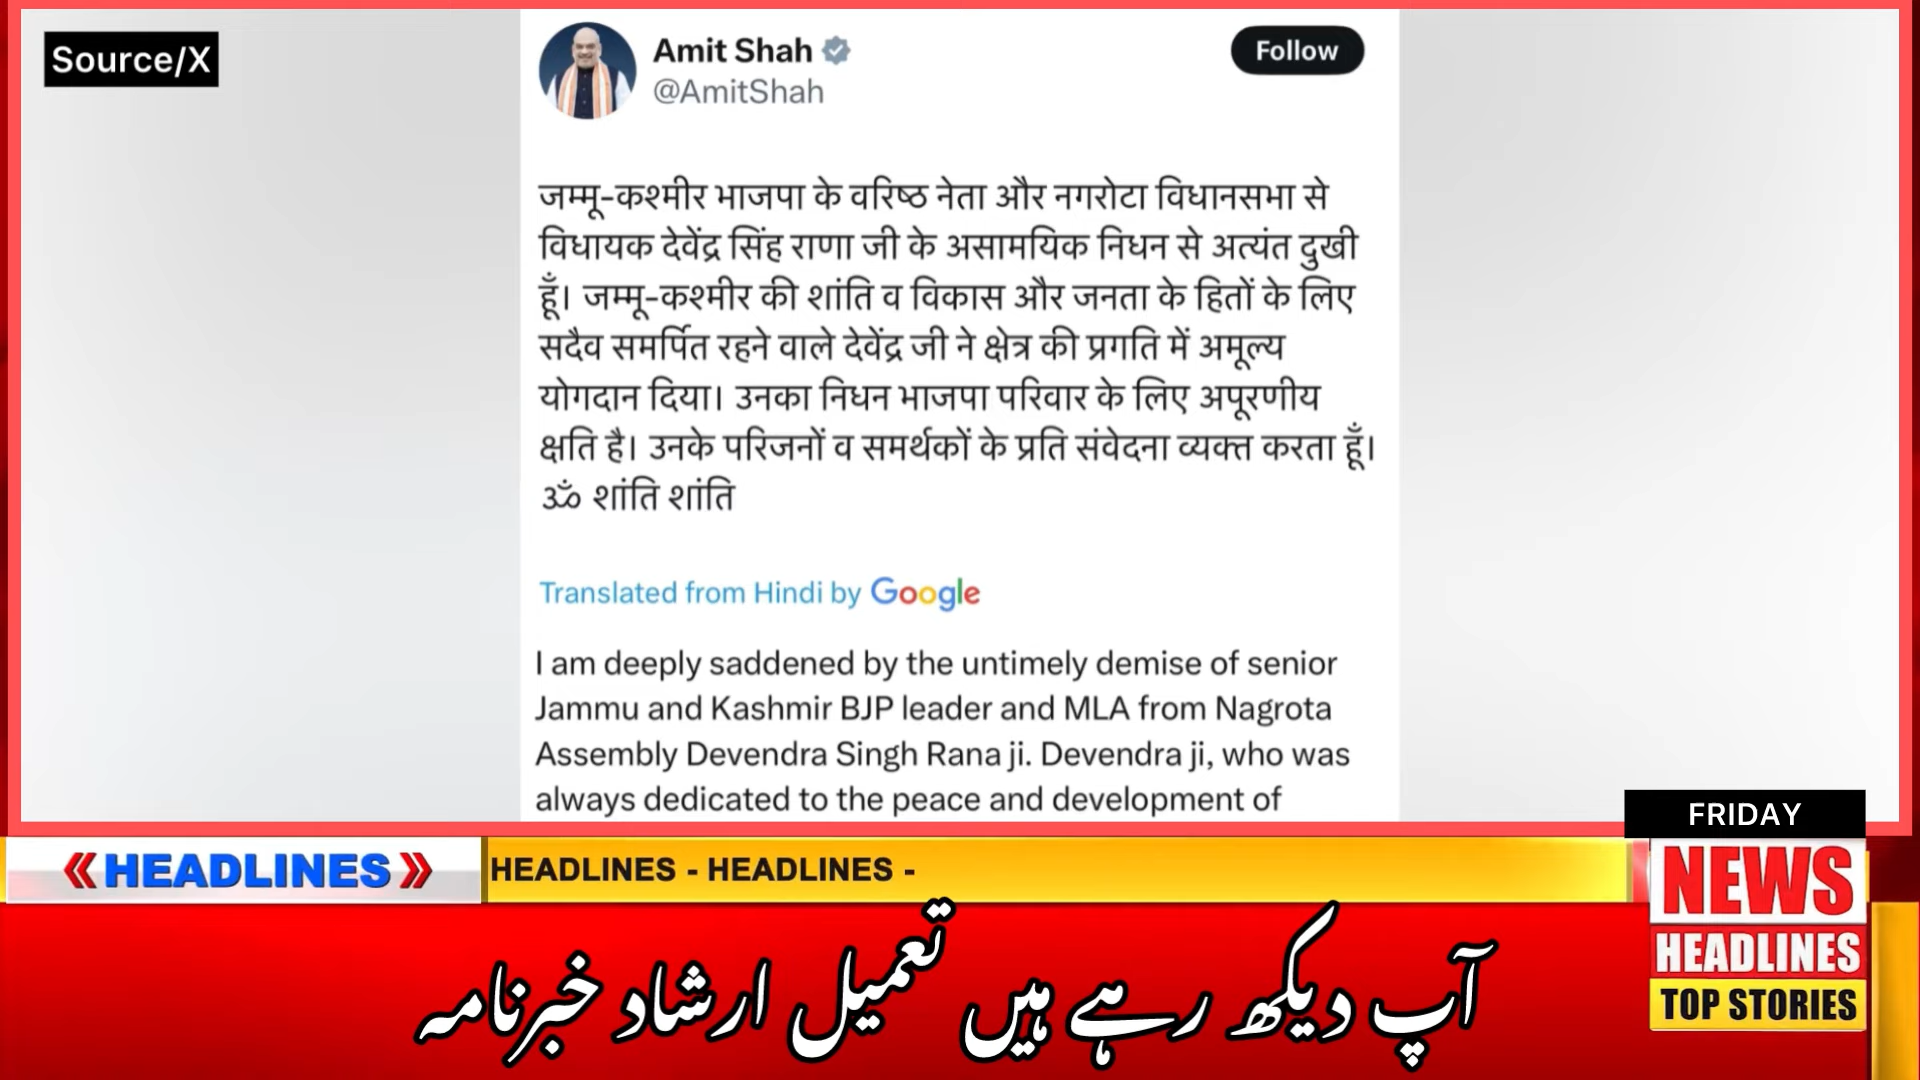 Source/X
Amit Shah
@AmitShah
Follow
जम्मू-कश्मीर भाजपा के वरिष्ठ नेता और नगरोटा विधानसभा से
विधायक देवेंद्र सिंह राणा जी के असामयिक निधन से अत्यंत दुखी
हूँ। जम्मू-कश्मीर की शांति व विकास और जनता के हितों के लिए
सदैव समर्पित रहने वाले देवेंद्र जी ने क्षेत्र की प्रगति में अमूल्य
योगदान दिया। उनका निधन भाजपा परिवार के लिए अपूरणीय
क्षति है। उनके परिजनों व समर्थकों के प्रति संवेदना व्यक्त करता हूँ।
ॐ शांति शांति
Translated from Hindi by Google
I am deeply saddened by the untimely demise of senior
Jammu and Kashmir BJP leader and MLA from Nagrota
Assembly Devendra Singh Rana ji. Devendra ji, who was
always dedicated to the peace and development of
FRIDAY
HEADLINES
HEADLINES - HEADLINES -
NEWS
HEADLINES
TOP STORIES
آپ دیکھ رہے ہیں تعمیل ارشاد خبرنامہ